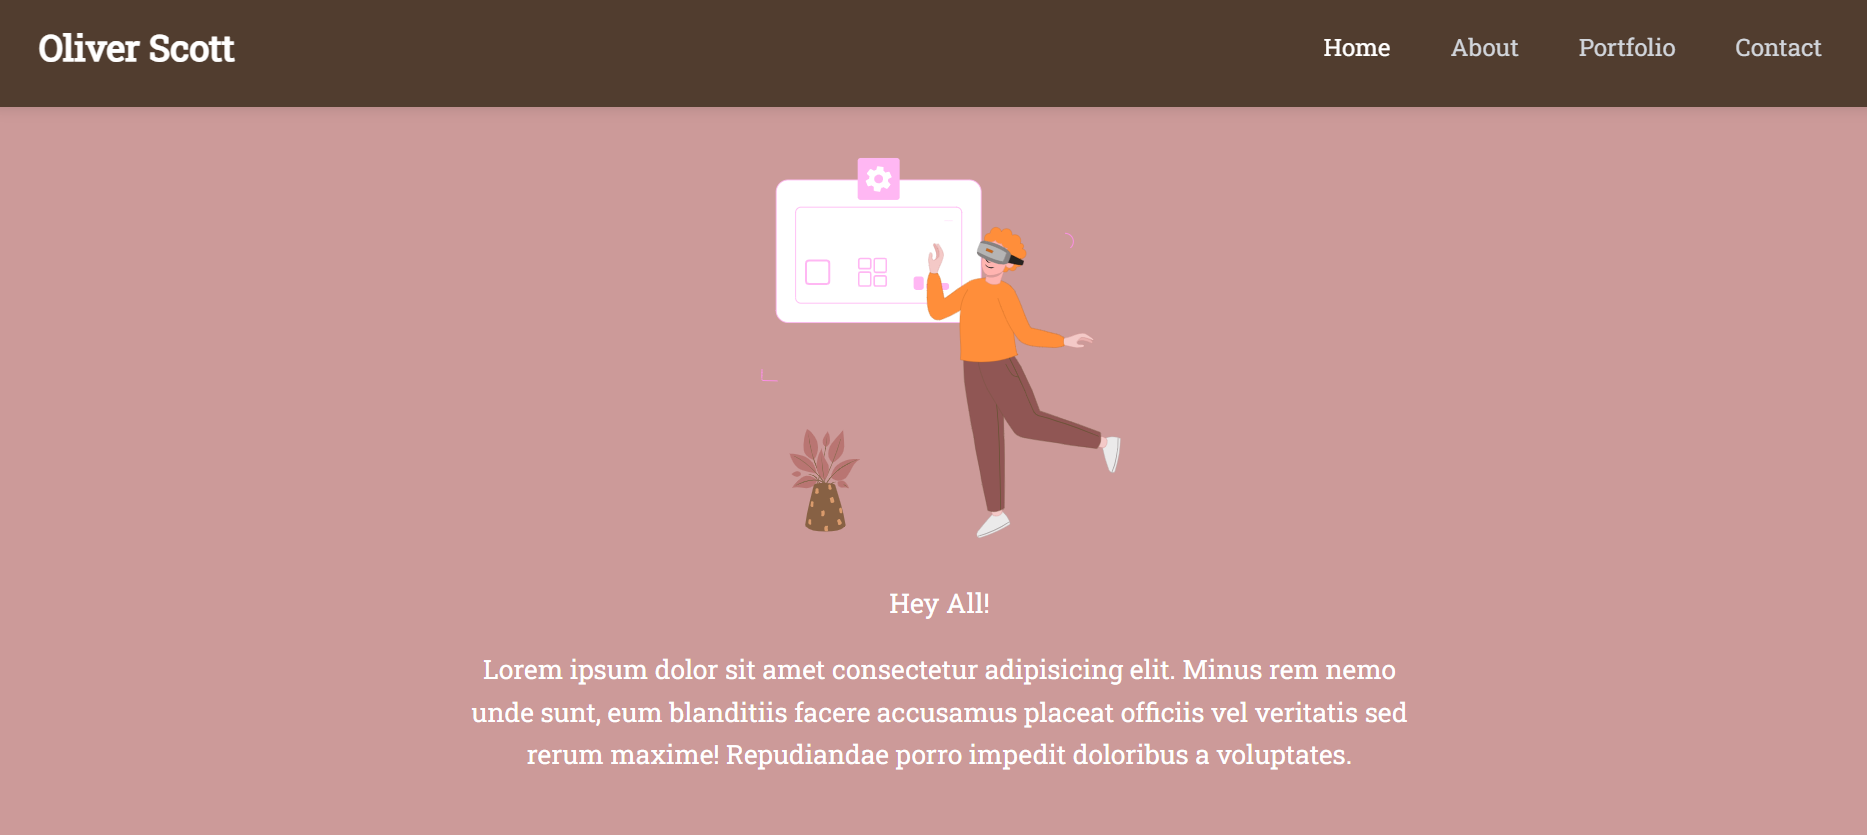 Oliver Scott
Home
About
Portfolio
Contact
Hey All!
Lorem ipsum dolor sit amet consectetur adipisicing elit. Minus rem nemo
unde sunt, eum blanditiis facere accusamus placeat officiis vel veritatis sed
rerum maxime! Repudiandae porro impedit doloribus a voluptates.